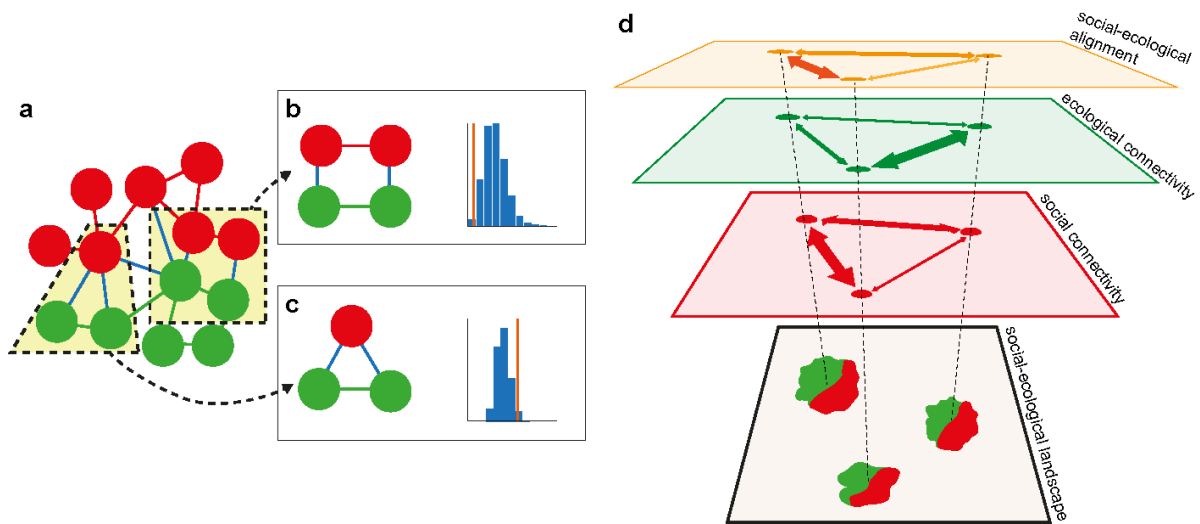 a
b
c
d
social-ecological
alignment
ecological connectivity
social connectivity
social-ecological landscape